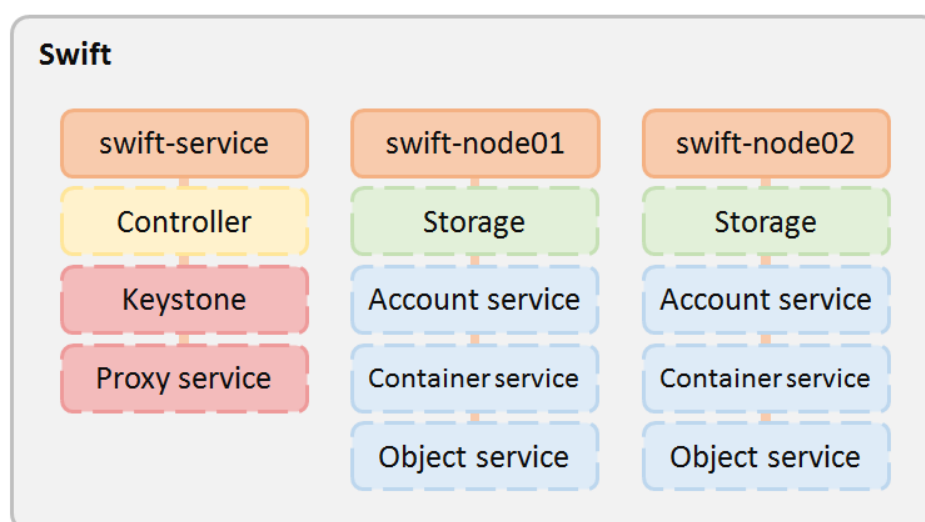 Swift
swift-service
Controller
Keystone
Proxy service
swift-node01
Storage
Account service
Container service
Object service
swift-node02
Storage
Account service
Container service
Object service